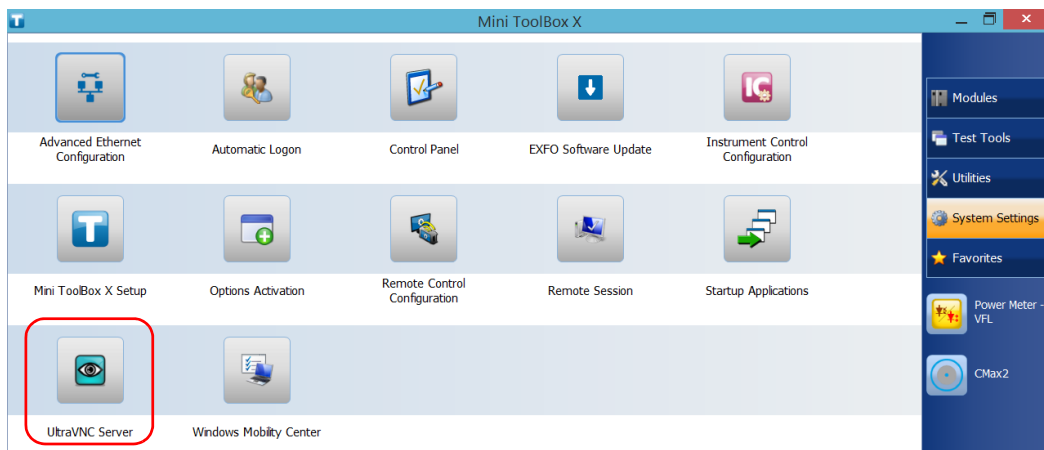 Mini ToolBox X
Advanced Ethernet
Configuration
Automatic Logon
Control Panel
EXFO Software Update
Instrument Control
Configuration
Mini ToolBox X Setup
Options Activation
Remote Control
Configuration
Remote Session
Startup Applications
UltraVNC Server
Windows Mobility Center
Modules
Test Tools
Utilities
System Settings
Favorites
Power Meter -
VFL
CMax2